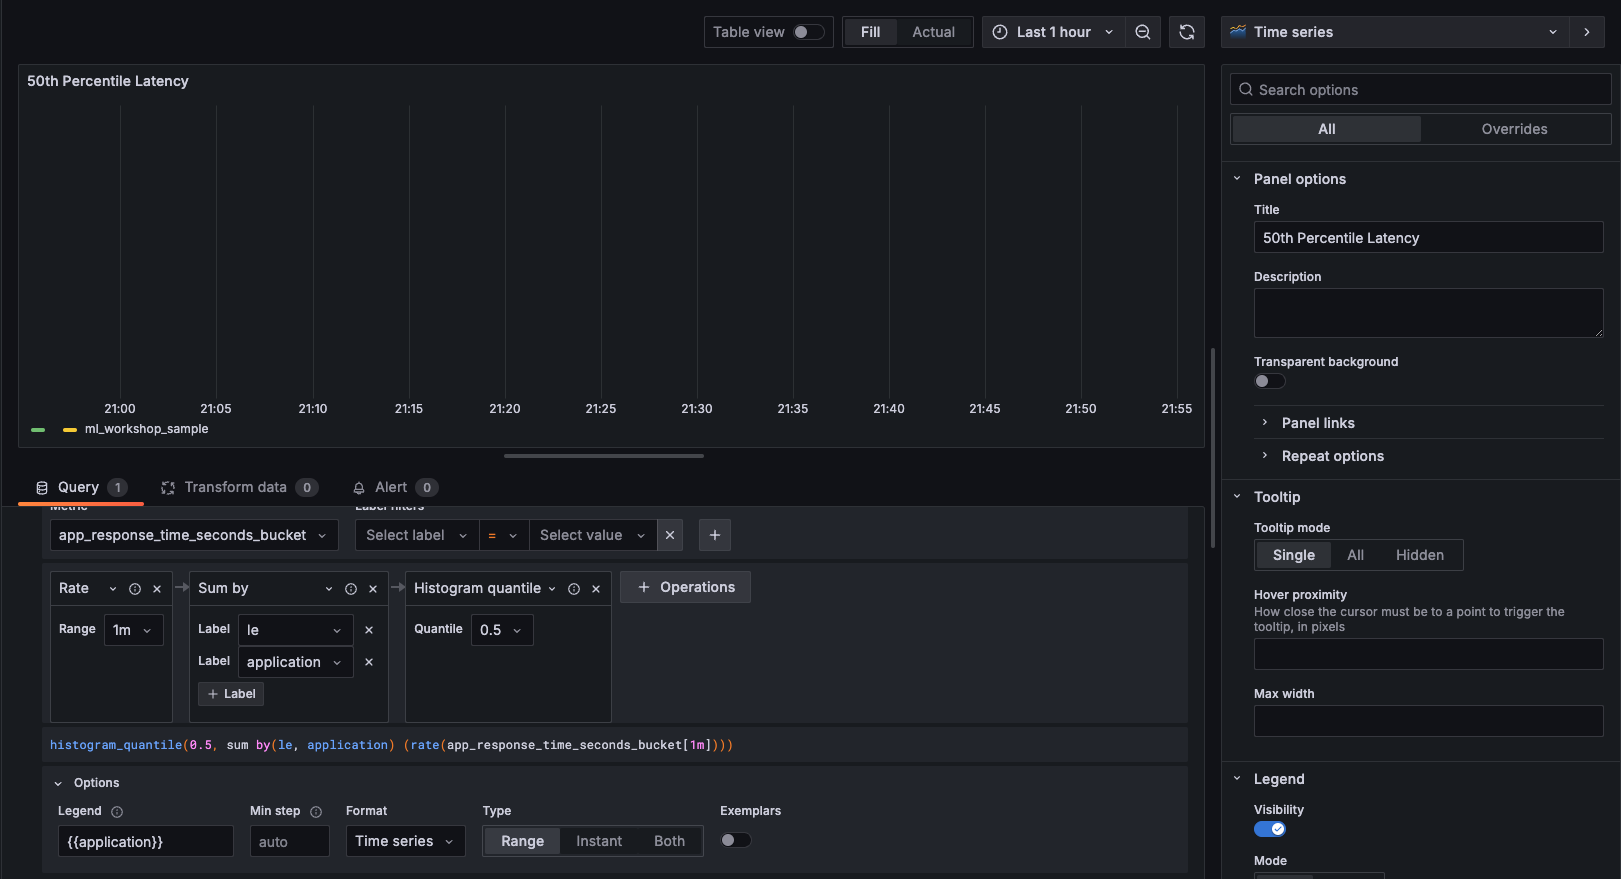 Table view
Fill
Actual
Last 1 hour
Time series
50th Percentile Latency
21:00 21:05 21:10 21:15 21:20 21:25 21:30 21:35 21:40 21:45 21:50 21:55
ml_workshop_sample
Query 1
Transform data 0
Alert 0
Metric
Label filters
app_response_time_seconds_bucket
Select label
=
Select value
Rate
Range 1m
Sum by
Label le
Label application
+ Label
Histogram quantile
Quantile 0.5
+ Operations
histogram_quantile(0.5, sum by(le, application) (rate(app_response_time_seconds_bucket[1m])))
Options
Legend
{{application}}
Min step
auto
Format
Time series
Type
Range Instant Both
Exemplars
Search options
All
Overrides
Panel options
Title
50th Percentile Latency
Description
Transparent background
Panel links
Repeat options
Tooltip
Tooltip mode
Single All Hidden
Hover proximity
How close the cursor must be to a point to trigger the
tooltip, in pixels
Max width
Legend
Visibility
Mode